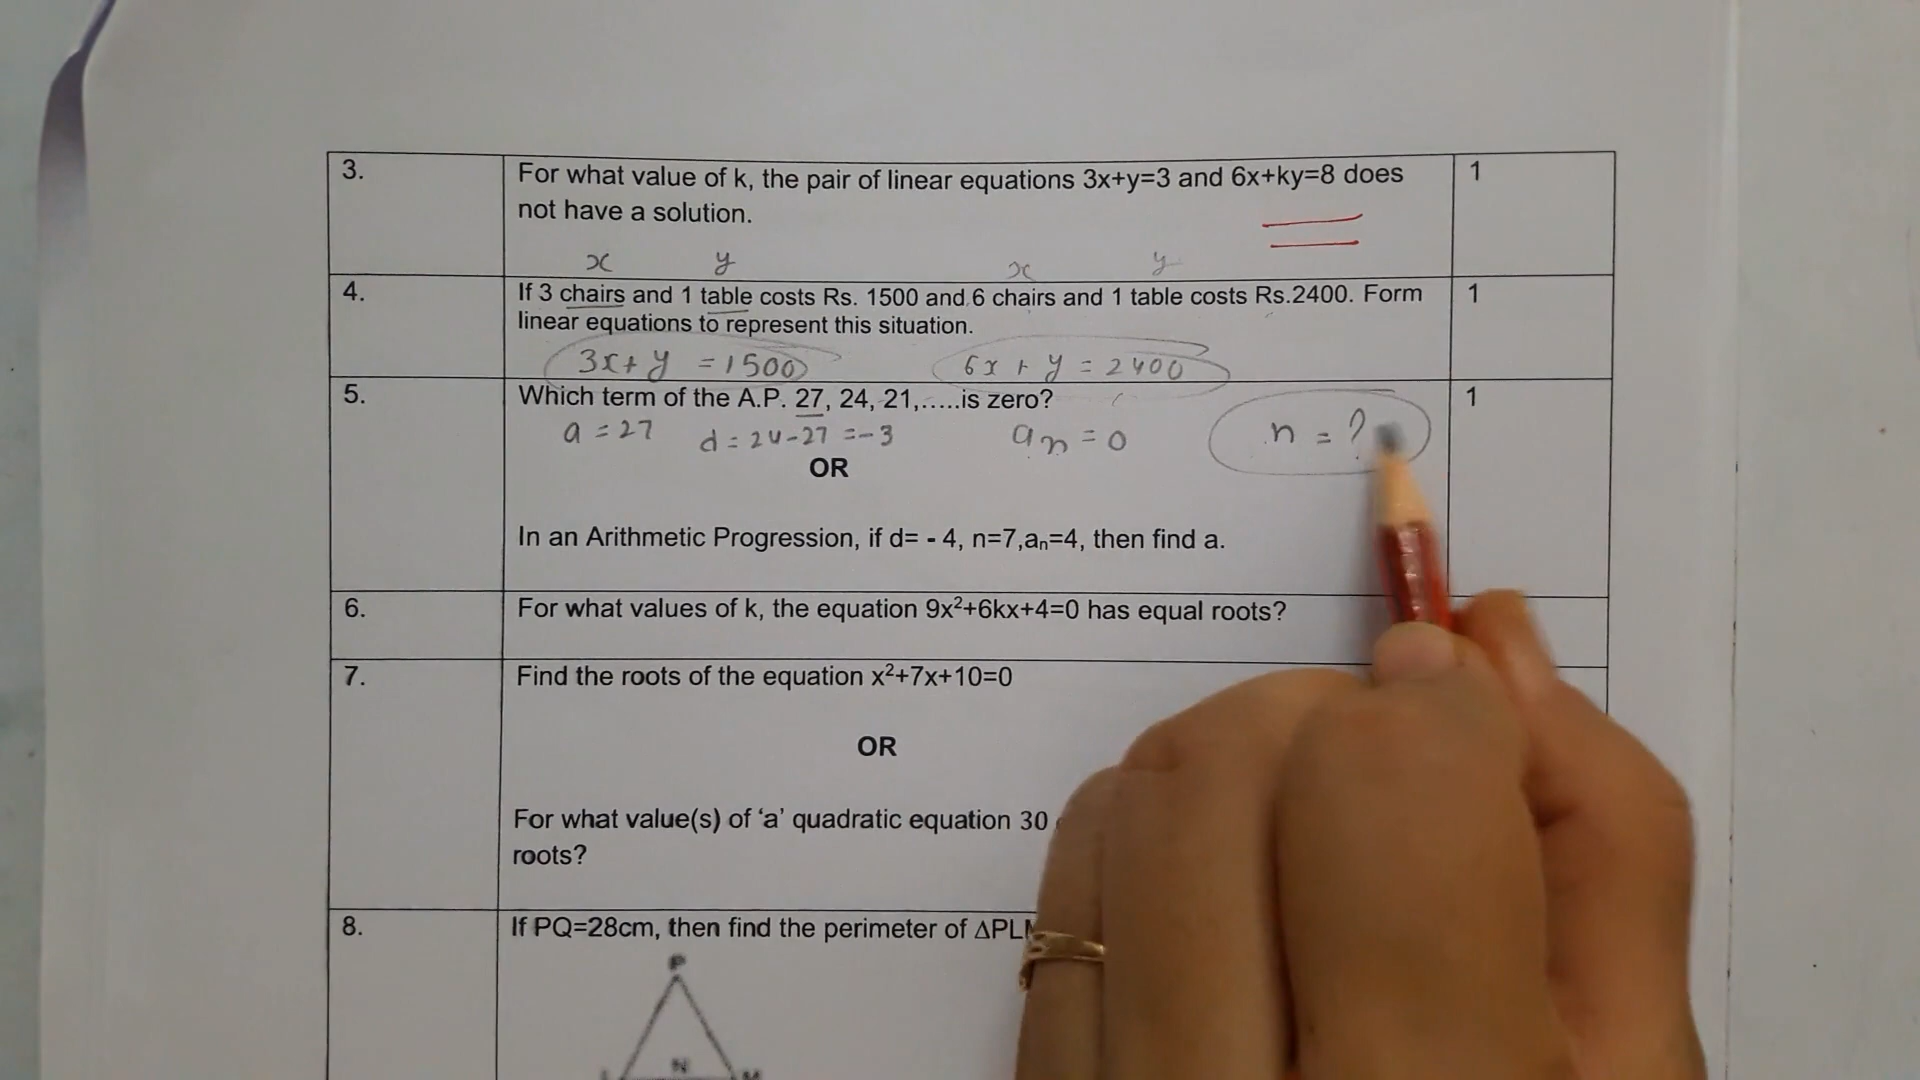 3. For what value of k, the pair of linear equations 3x+y=3 and 6x+ky=8 does 1
not have a solution.
x y x y
4. If 3 chairs and 1 table costs Rs. 1500 and 6 chairs and 1 table costs Rs.2400. Form 1
linear equations to represent this situation.
3x+y =1500 6x + y = 2400
5. Which term of the A.P. 27, 24, 21,.....is zero? 1
a = 27 d = 24-27 =-3 an = 0 n = ?
OR
In an Arithmetic Progression, if d= - 4, n=7,an=4, then find a.
6. For what values of k, the equation 9x²+6kx+4=0 has equal roots?
7. Find the roots of the equation x²+7x+10=0
OR
For what value(s) of ‘a’ quadratic equation 30
roots?
8. If PQ=28cm, then find the perimeter of ΔPLM
P
N
L M